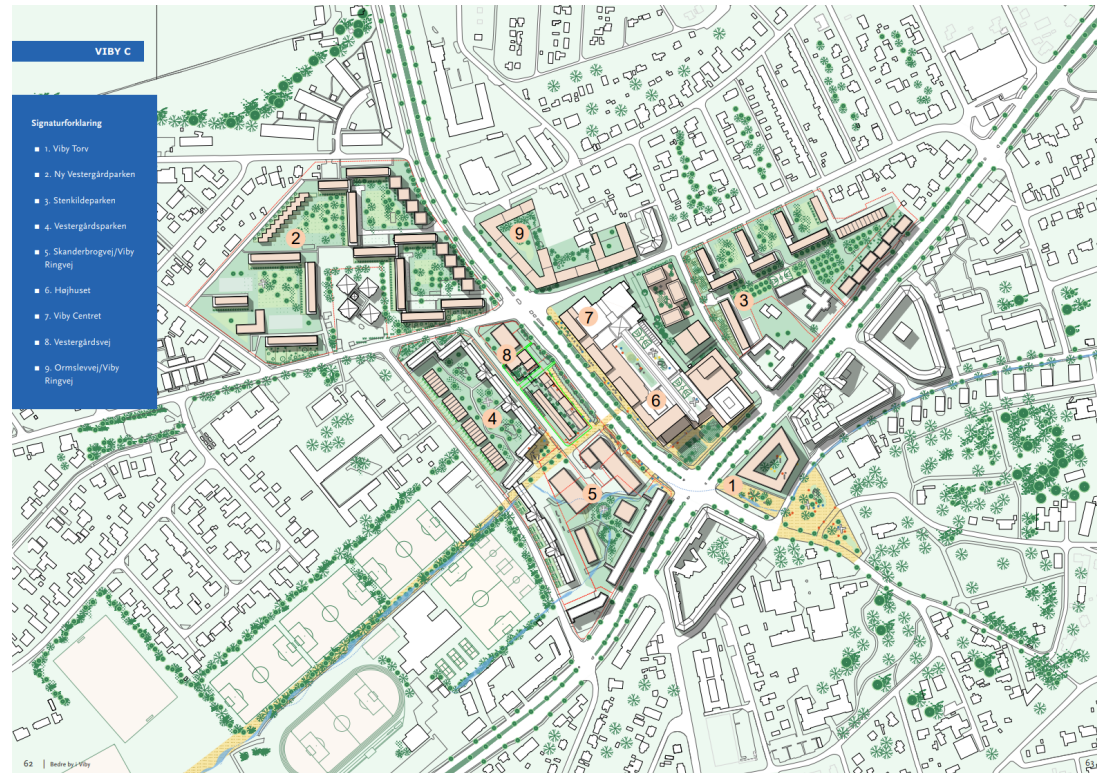 VIBY C
Signaturforklaring
1. Viby Torv
2. Ny Vestergårdparken
3. Stenkildeparken
4. Vestergårdsparken
5. Skanderbrogvej/Viby
Ringvej
6. Højhuset
7. Viby Centret
8. Vestergårdsvej
9. Ormslevvej/Viby
Ringvej
2
9
7
3
8
6
4
1
5
62 | Bedre by i Viby
63